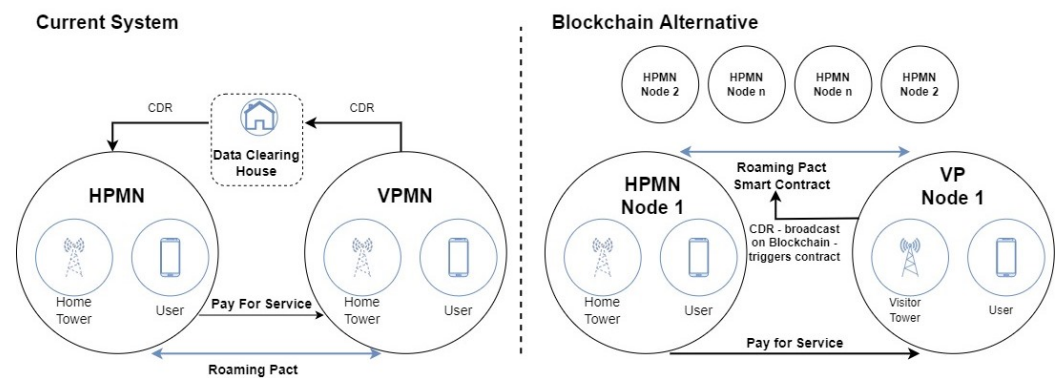 Current System
CDR
CDR
Data Clearing
House
HPMN
VPMN
Home
Tower
User
Pay For Service
Home
Tower
User
Roaming Pact
Blockchain Alternative
HPMN
Node 2
HPMN
Node n
HPMN
Node n
HPMN
Node 2
Roaming Pact
Smart Contract
HPMN
Node 1
VP
Node 1
CDR - broadcast
on Blockchain -
triggers contract
Home
Tower
User
Visitor
Tower
User
Pay for Service